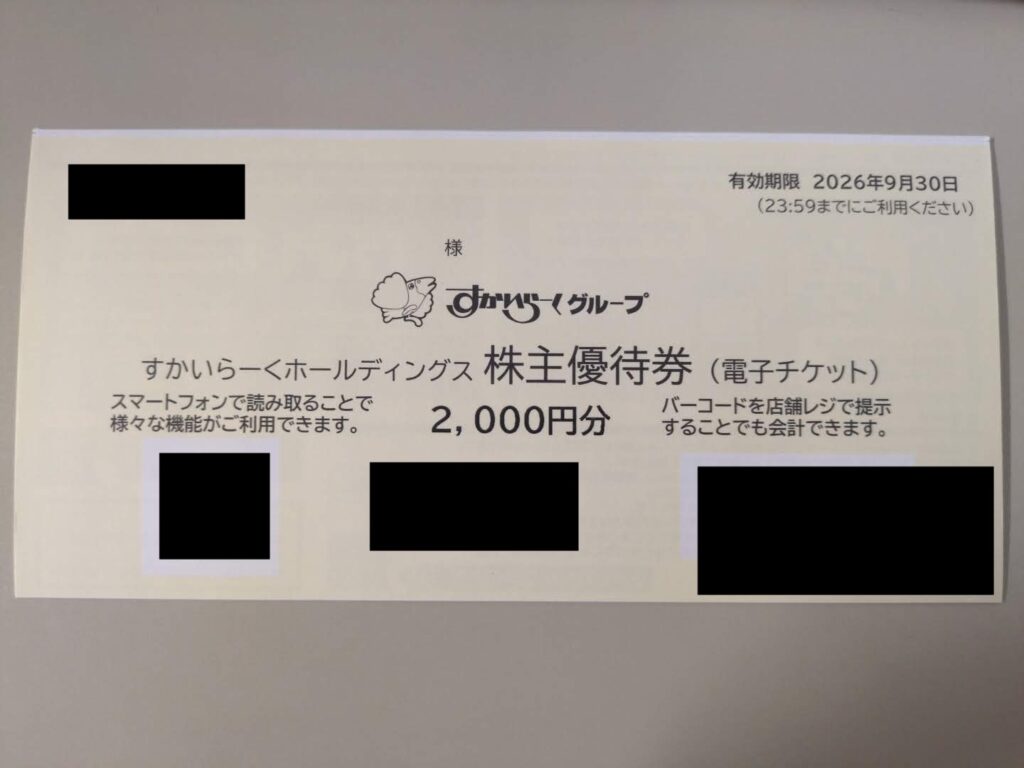 有効期限 2026年9月30日
(23:59までにご利用ください)
様
すかいらーくグループ
すかいらーくホールディングス 株主優待券 (電子チケット)
スマートフォンで読み取ることで
様々な機能がご利用できます。
2,000円分
バーコードを店舗レジで提示
することでも会計できます。